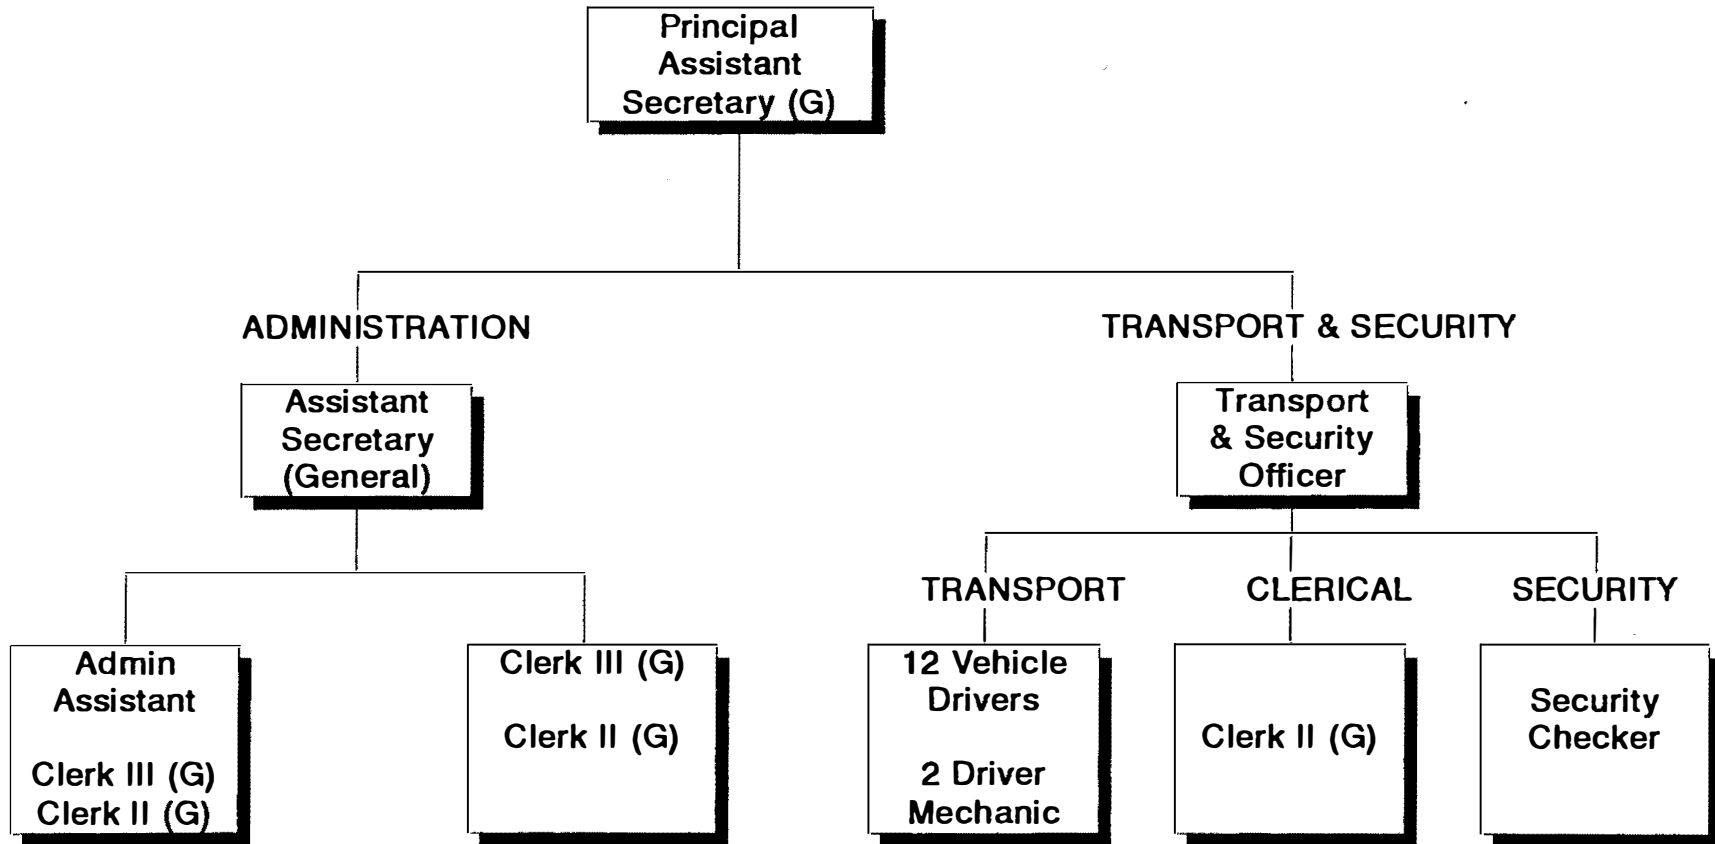 Principal
Assistant
Secretary (G)
ADMINISTRATION
TRANSPORT & SECURITY
Assistant
Secretary
(General)
Transport
& Security
Officer
TRANSPORT
CLERICAL
SECURITY
Admin
Assistant
Clerk III (G)
Clerk II (G)
Clerk III (G)
Clerk II (G)
12 Vehicle
Drivers
2 Driver
Mechanic
Clerk II (G)
Security
Checker